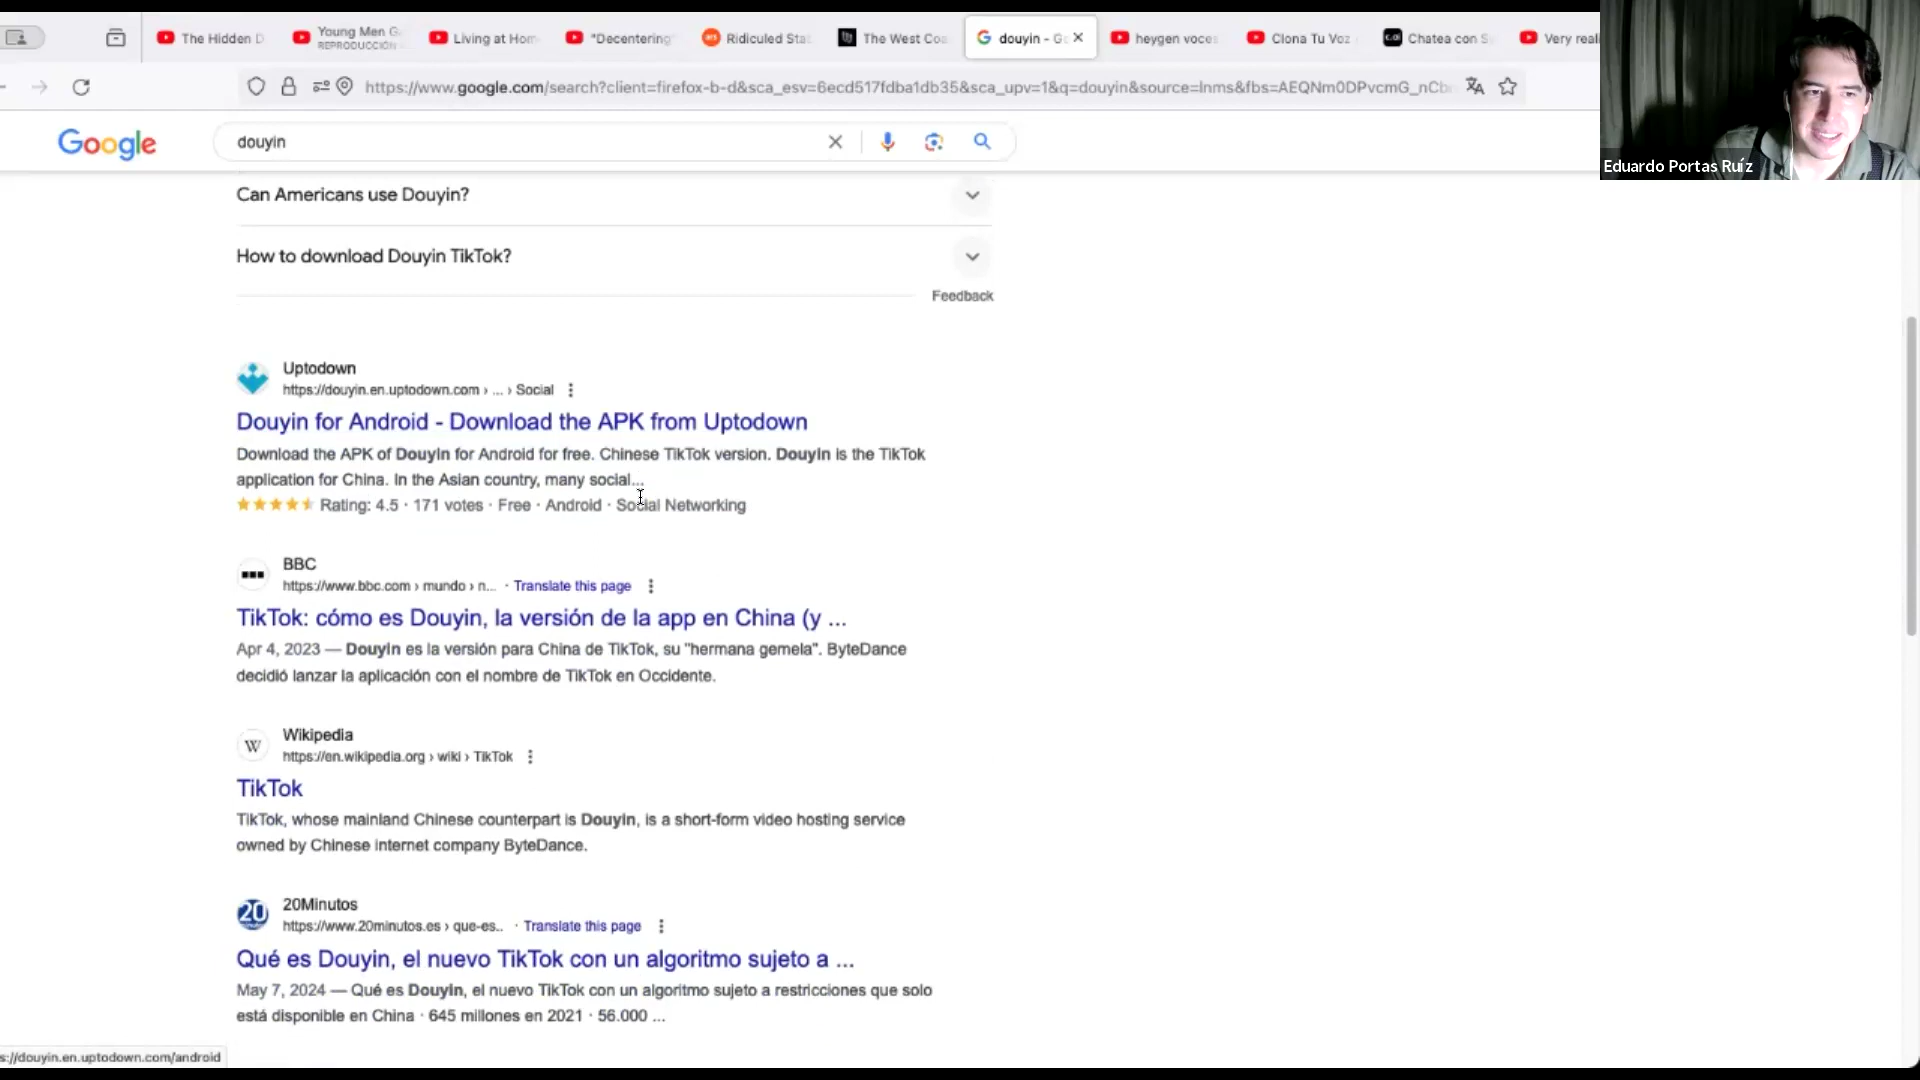 The Hidden D
Young Men G
REPRODUCCIÓN
Living at Hom
"Decentering
Ridiculed Sta
The West Coa
douyin - G
heygen voces
Clona Tu Voz
Chatea con S
Very reali
https://www.google.com/search?client=firefox-b-d&sca_esv=6ecd517fdba1db35&sca_upv=1&q=douyin&source=lnms&fbs=AEQNm0DPvcmG_nCb
Eduardo Portas Ruíz
Google
douyin
Can Americans use Douyin?
How to download Douyin TikTok?
Feedback
Uptodown
https://douyin.en.uptodown.com › ... › Social
Douyin for Android - Download the APK from Uptodown
Download the APK of Douyin for Android for free. Chinese TikTok version. Douyin is the TikTok
application for China. In the Asian country, many social...
Rating: 4.5 · 171 votes · Free · Android · Social Networking
BBC
https://www.bbc.com › mundo › n... · Translate this page
TikTok: cómo es Douyin, la versión de la app en China (y ...
Apr 4, 2023 — Douyin es la versión para China de TikTok, su "hermana gemela". ByteDance
decidió lanzar la aplicación con el nombre de TikTok en Occidente.
Wikipedia
https://en.wikipedia.org › wiki › TikTok
TikTok
TikTok, whose mainland Chinese counterpart is Douyin, is a short-form video hosting service
owned by Chinese internet company ByteDance.
20Minutos
https://www.20minutos.es › que-es.. · Translate this page
Qué es Douyin, el nuevo TikTok con un algoritmo sujeto a ...
May 7, 2024 — Qué es Douyin, el nuevo TikTok con un algoritmo sujeto a restricciones que solo
está disponible en China · 645 millones en 2021 · 56.000 ...
s://douyin.en.uptodown.com/android